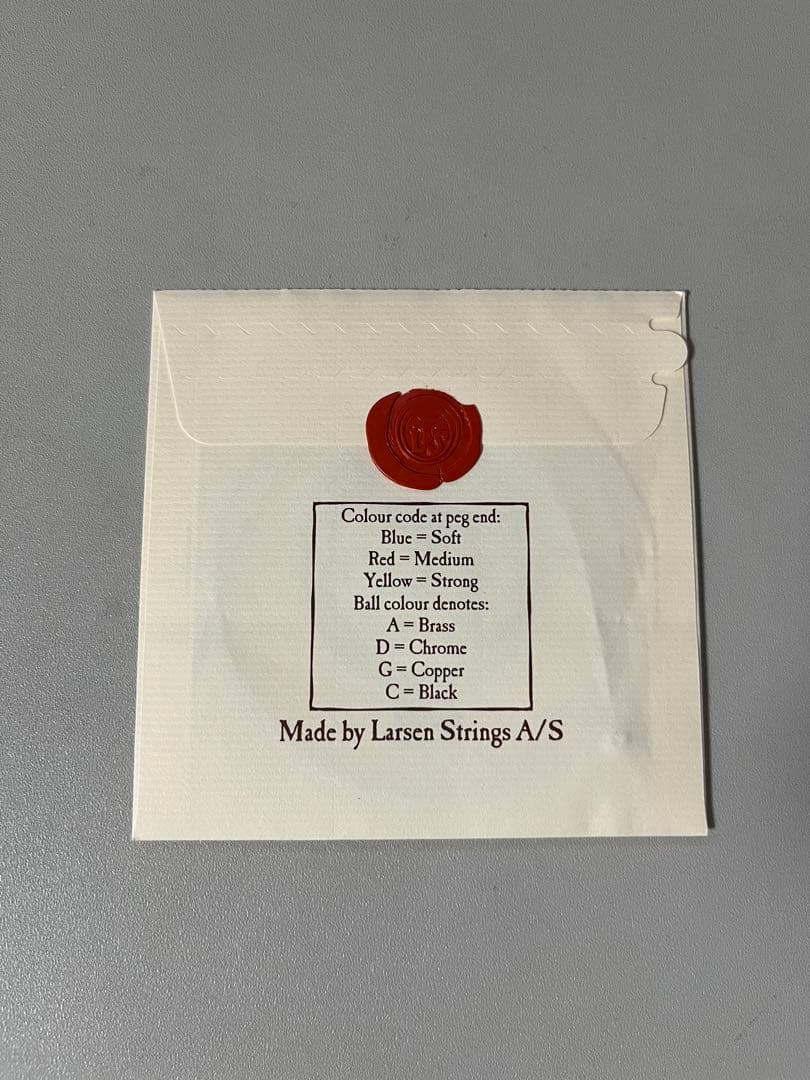 Colour code at peg end:
Blue = Soft
Red = Medium
Yellow = Strong
Ball colour denotes:
A = Brass
D = Chrome
G = Copper
C = Black
Made by Larsen Strings A/S